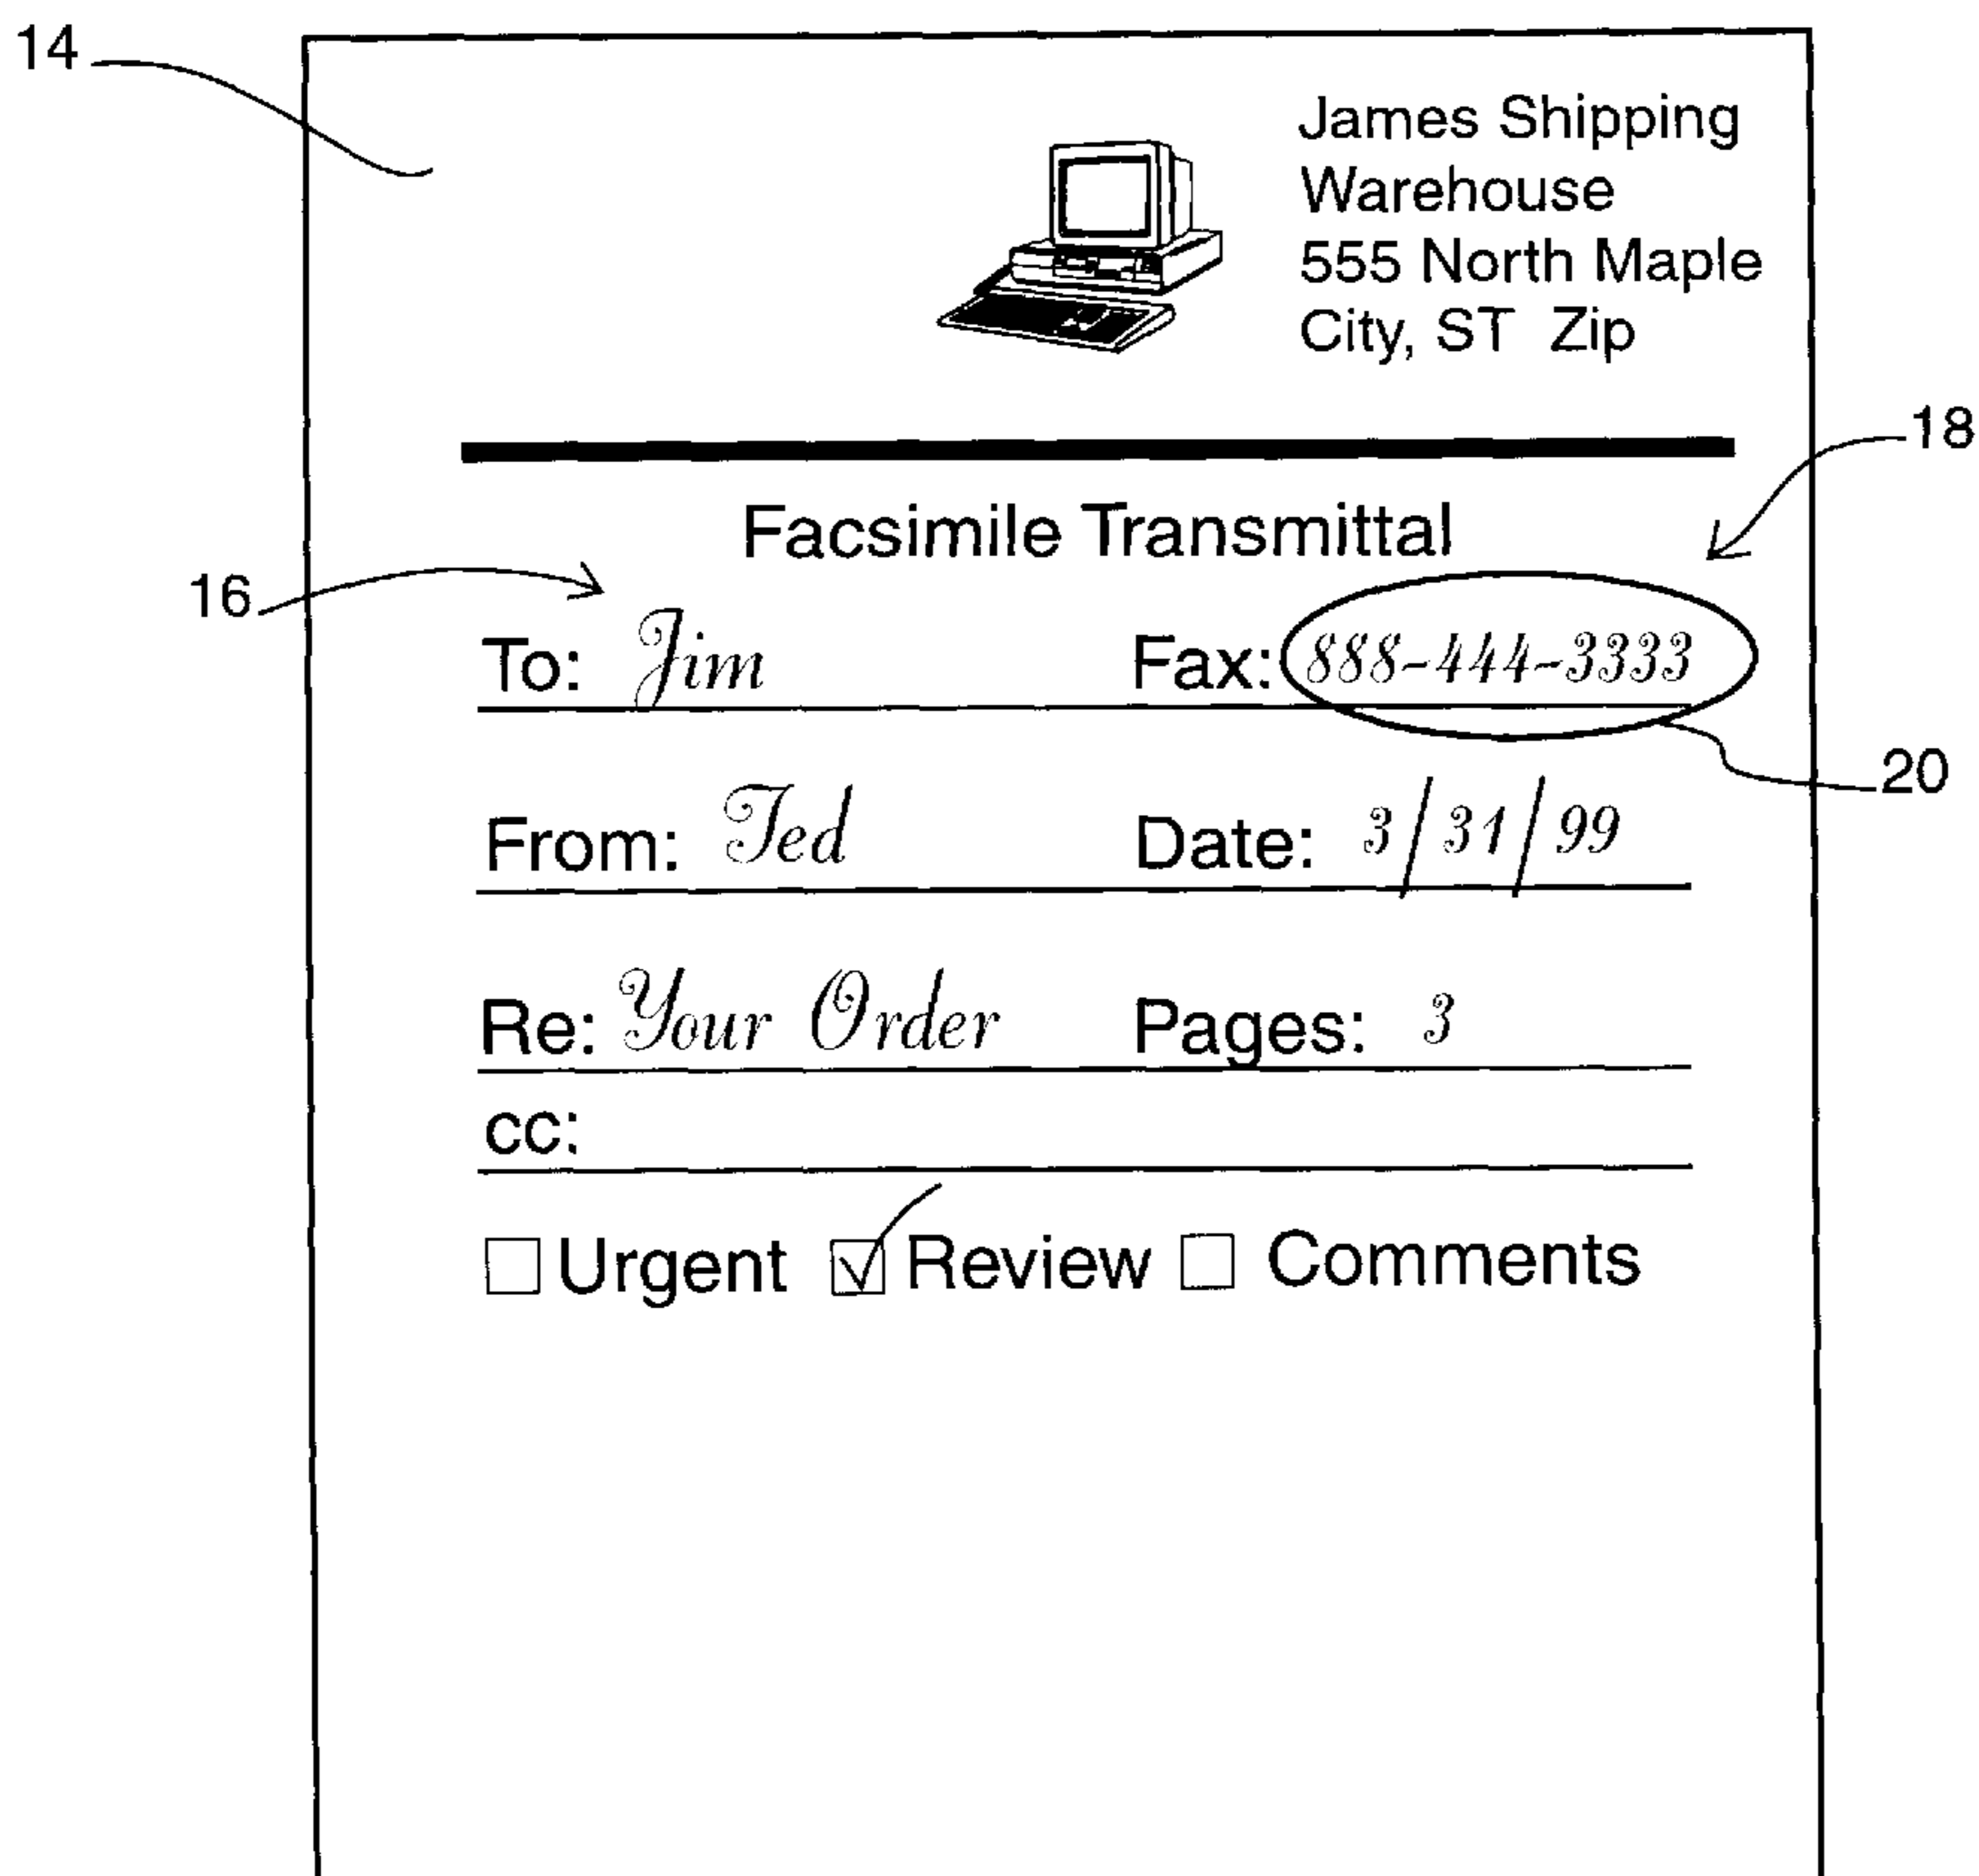 14
James Shipping
Warehouse
555 North Maple
City, ST Zip
18
Facsimile Transmittal
16
To: Jim Fax: 888-444-3333
20
From: Ted Date: 3/31/99
Re: Your Order Pages: 3
cc:
Urgent Review Comments